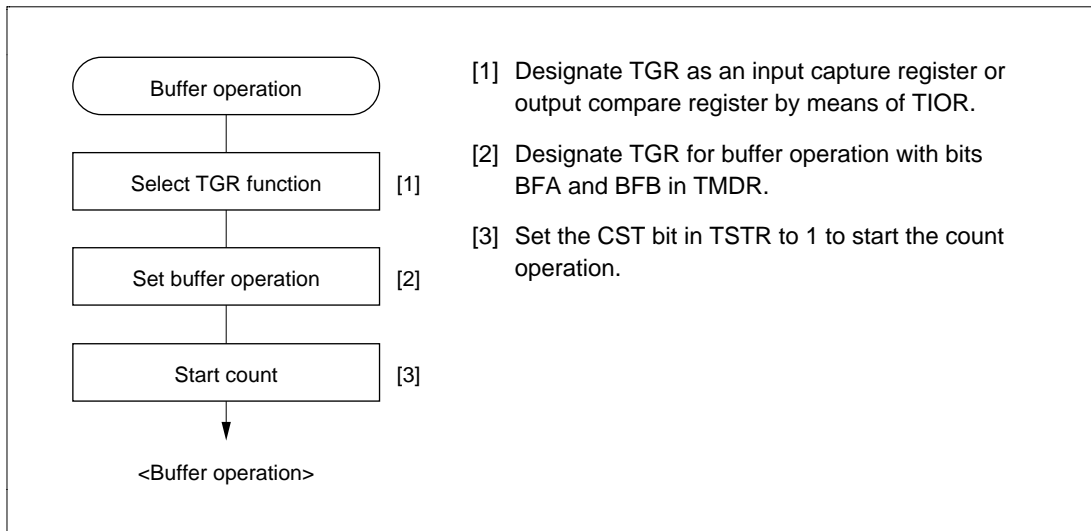 Buffer operation
Select TGR function [1]
Set buffer operation [2]
Start count [3]
<Buffer operation>
[1] Designate TGR as an input capture register or
output compare register by means of TIOR.
[2] Designate TGR for buffer operation with bits
BFA and BFB in TMDR.
[3] Set the CST bit in TSTR to 1 to start the count
operation.